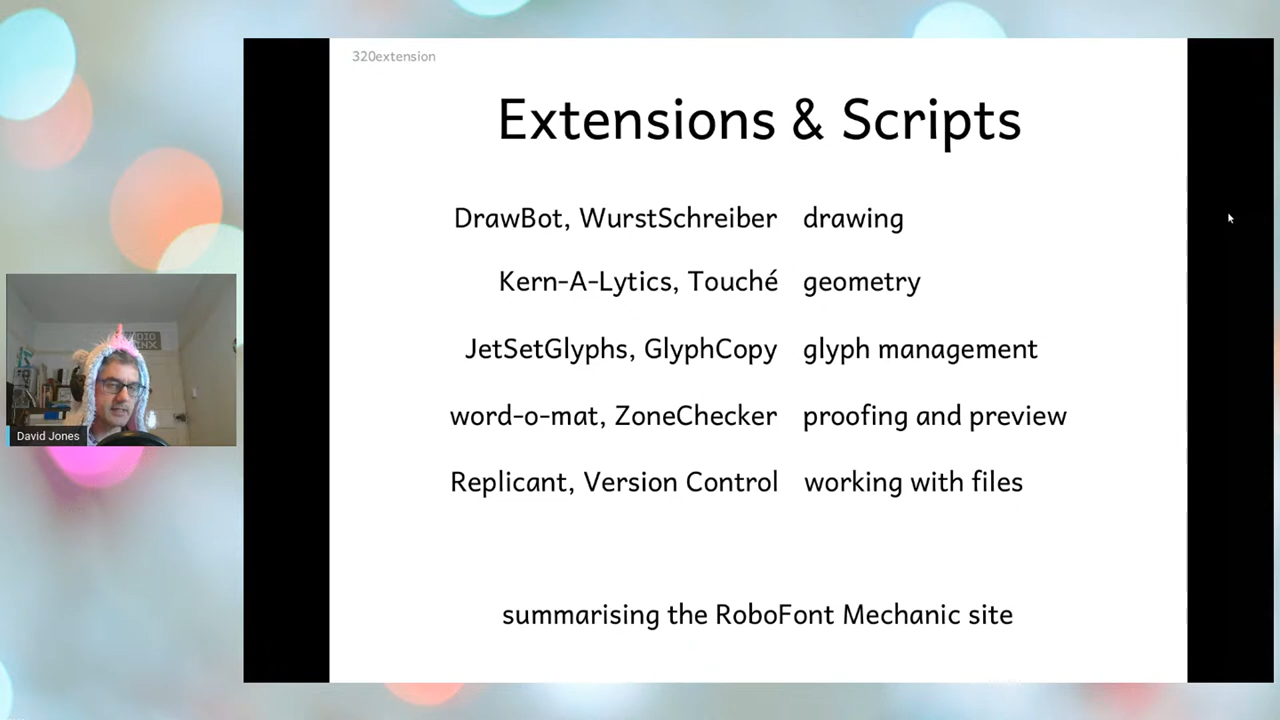 320extension
Extensions & Scripts
DrawBot, WurstSchreiber drawing
Kern-A-Lytics, Touché geometry
JetSetGlyphs, GlyphCopy glyph management
word-o-mat, ZoneChecker proofing and preview
Replicant, Version Control working with files
summarising the RoboFont Mechanic site
David Jones